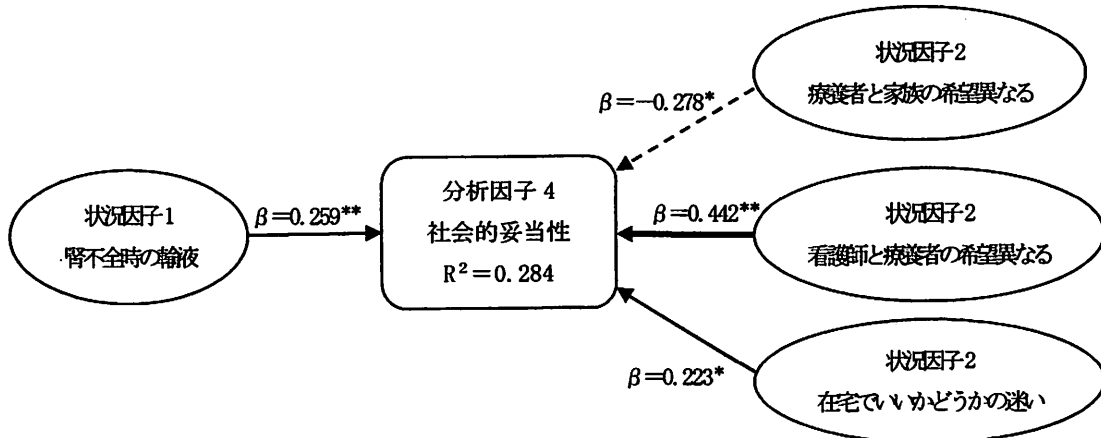 状況因子2
療養者と家族の希望異なる
β=-0.278*
分析因子4
社会的妥当性
R²=0.284
状況因子1
腎不全時の輸液
β=0.259**
β=0.442**
状況因子2
看護師と療養者の希望異なる
β=0.223*
状況因子2
在宅でいいかどうかの迷い